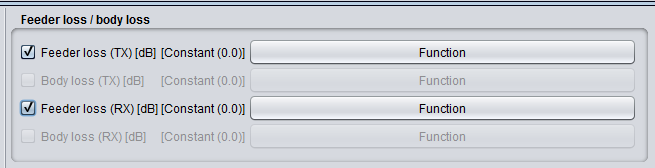 Feeder loss / body loss
Feeder loss (TX) [dB] [Constant (0.0)] Function
Body loss (TX) [dB] [Constant (0.0)] Function
Feeder loss (RX) [dB] [Constant (0.0)] Function
Body loss (RX) [dB] [Constant (0.0)] Function